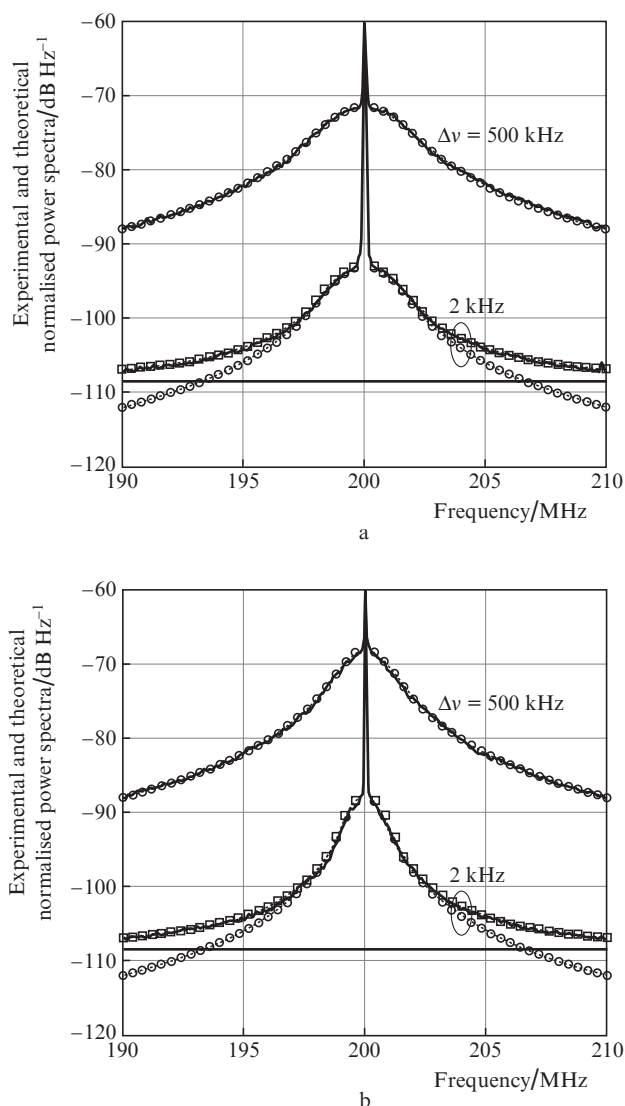 Experimental and theoretical
normalised power spectra/dB Hz⁻¹
−60
−70
−80
−90
−100
−110
−120
Δν = 500 kHz
2 kHz
190
195
200
205
210
Frequency/MHz
a
Experimental and theoretical
normalised power spectra/dB Hz⁻¹
−60
−70
−80
−90
−100
−110
−120
Δν = 500 kHz
2 kHz
190
195
200
205
210
Frequency/MHz
b